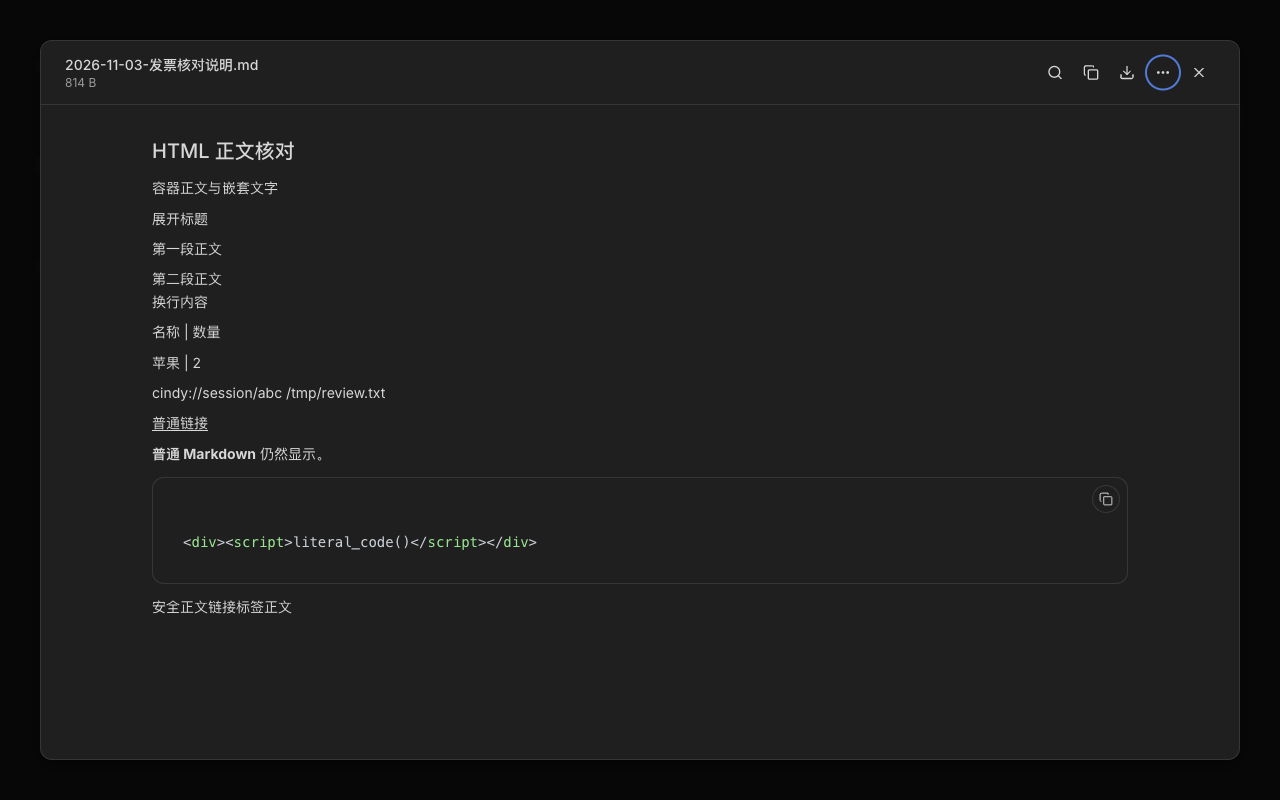 2026-11-03-发票核对说明.md
814 B
HTML 正文核对
容器正文与嵌套文字
展开标题
第一段正文
第二段正文
换行内容
名称 | 数量
苹果 | 2
cindy://session/abc /tmp/review.txt
普通链接
普通 Markdown 仍然显示。
<div><script>literal_code()</script></div>
安全正文链接标签正文